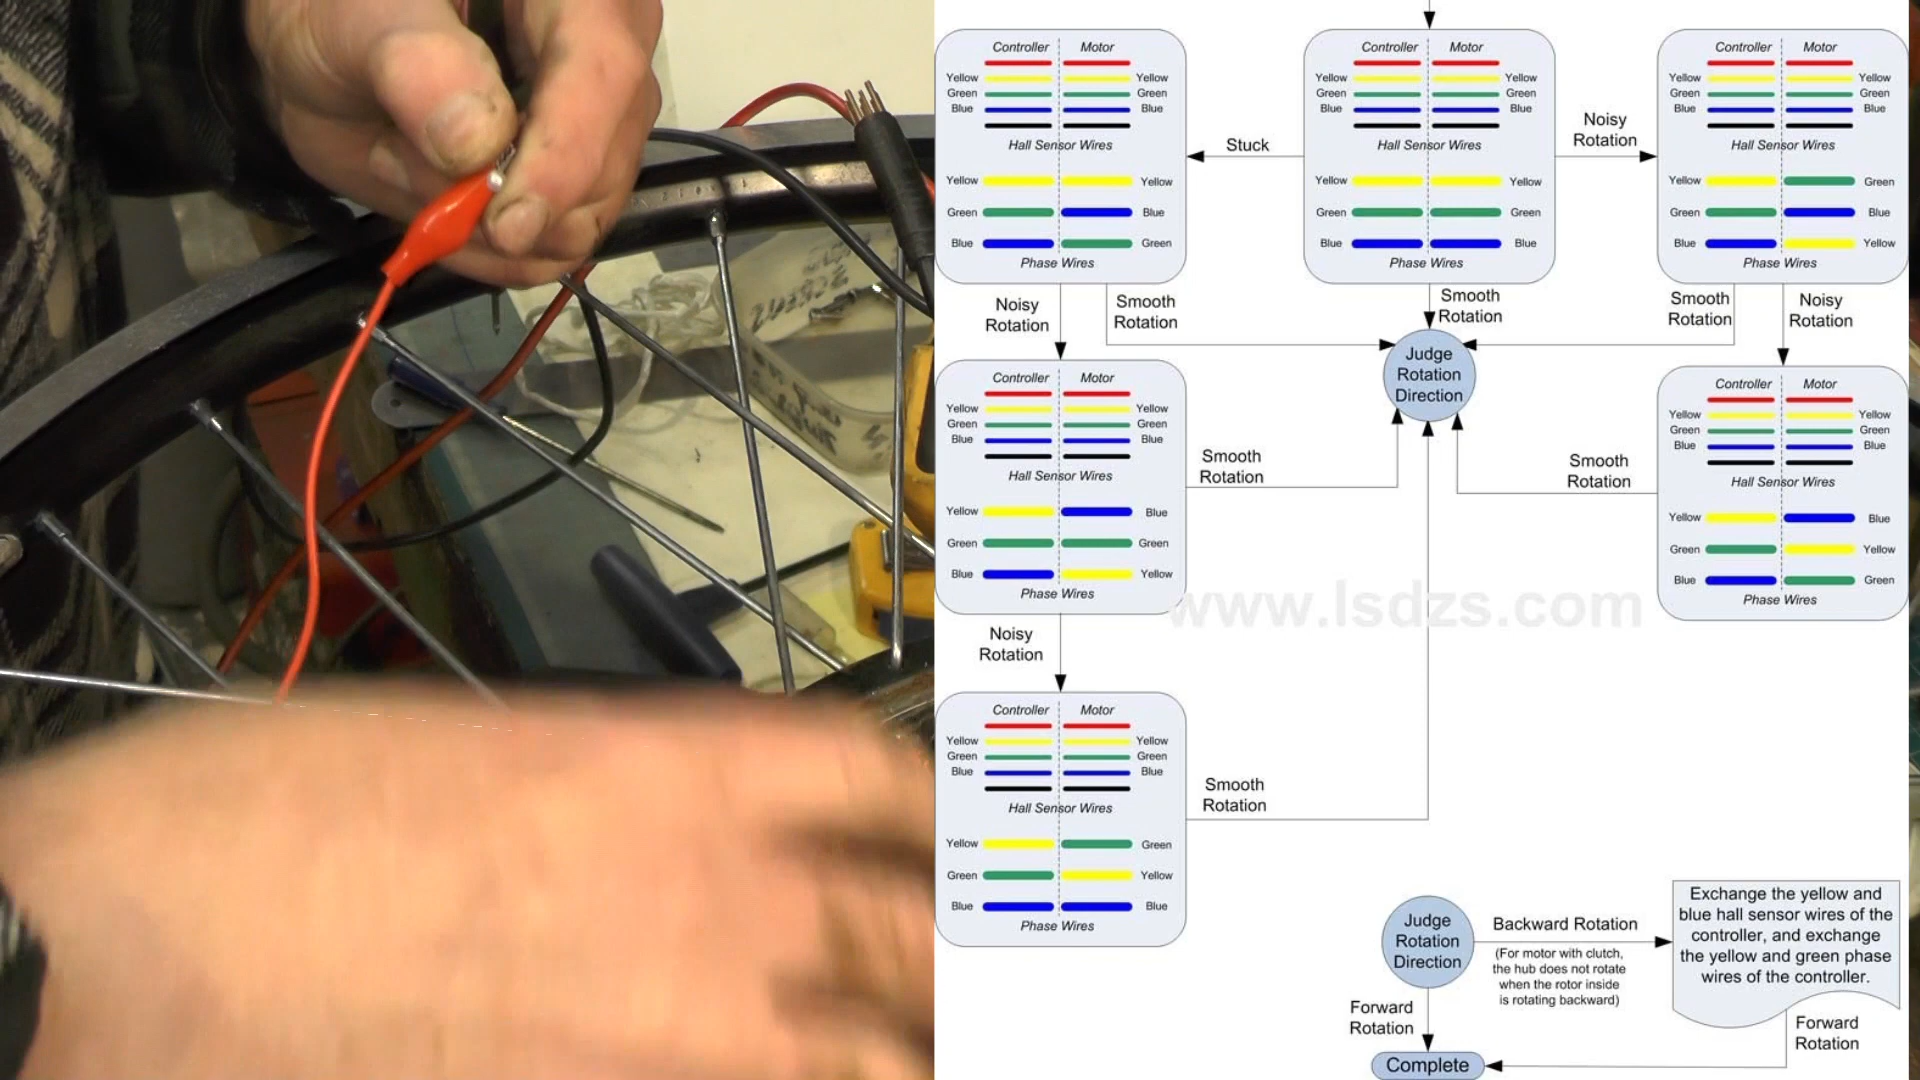 Controller Motor
Yellow Yellow
Green Green
Blue Blue
Hall Sensor Wires
Yellow Yellow
Green Blue
Blue Green
Phase Wires
Stuck
Controller Motor
Yellow Yellow
Green Green
Blue Blue
Hall Sensor Wires
Yellow Yellow
Green Green
Blue Blue
Phase Wires
Noisy
Rotation
Controller Motor
Yellow Yellow
Green Green
Blue Blue
Hall Sensor Wires
Yellow Green
Green Blue
Blue Yellow
Phase Wires
Noisy
Rotation
Smooth
Rotation
Smooth
Rotation
Smooth
Rotation
Noisy
Rotation
Judge
Rotation
Direction
Controller Motor
Yellow Yellow
Green Green
Blue Blue
Hall Sensor Wires
Yellow Blue
Green Green
Blue Yellow
Phase Wires
Smooth
Rotation
Smooth
Rotation
Controller Motor
Yellow Yellow
Green Green
Blue Blue
Hall Sensor Wires
Yellow Blue
Green Yellow
Blue Green
Phase Wires
www.lsdzs.com
Noisy
Rotation
Controller Motor
Yellow Yellow
Green Green
Blue Blue
Hall Sensor Wires
Yellow Green
Green Yellow
Blue Blue
Phase Wires
Smooth
Rotation
Judge
Rotation
Direction
Backward Rotation
(For motor with clutch,
the hub does not rotate
when the rotor inside
is rotating backward)
Exchange the yellow and
blue hall sensor wires of the
controller, and exchange
the yellow and green phase
wires of the controller.
Forward
Rotation
Forward
Rotation
Complete